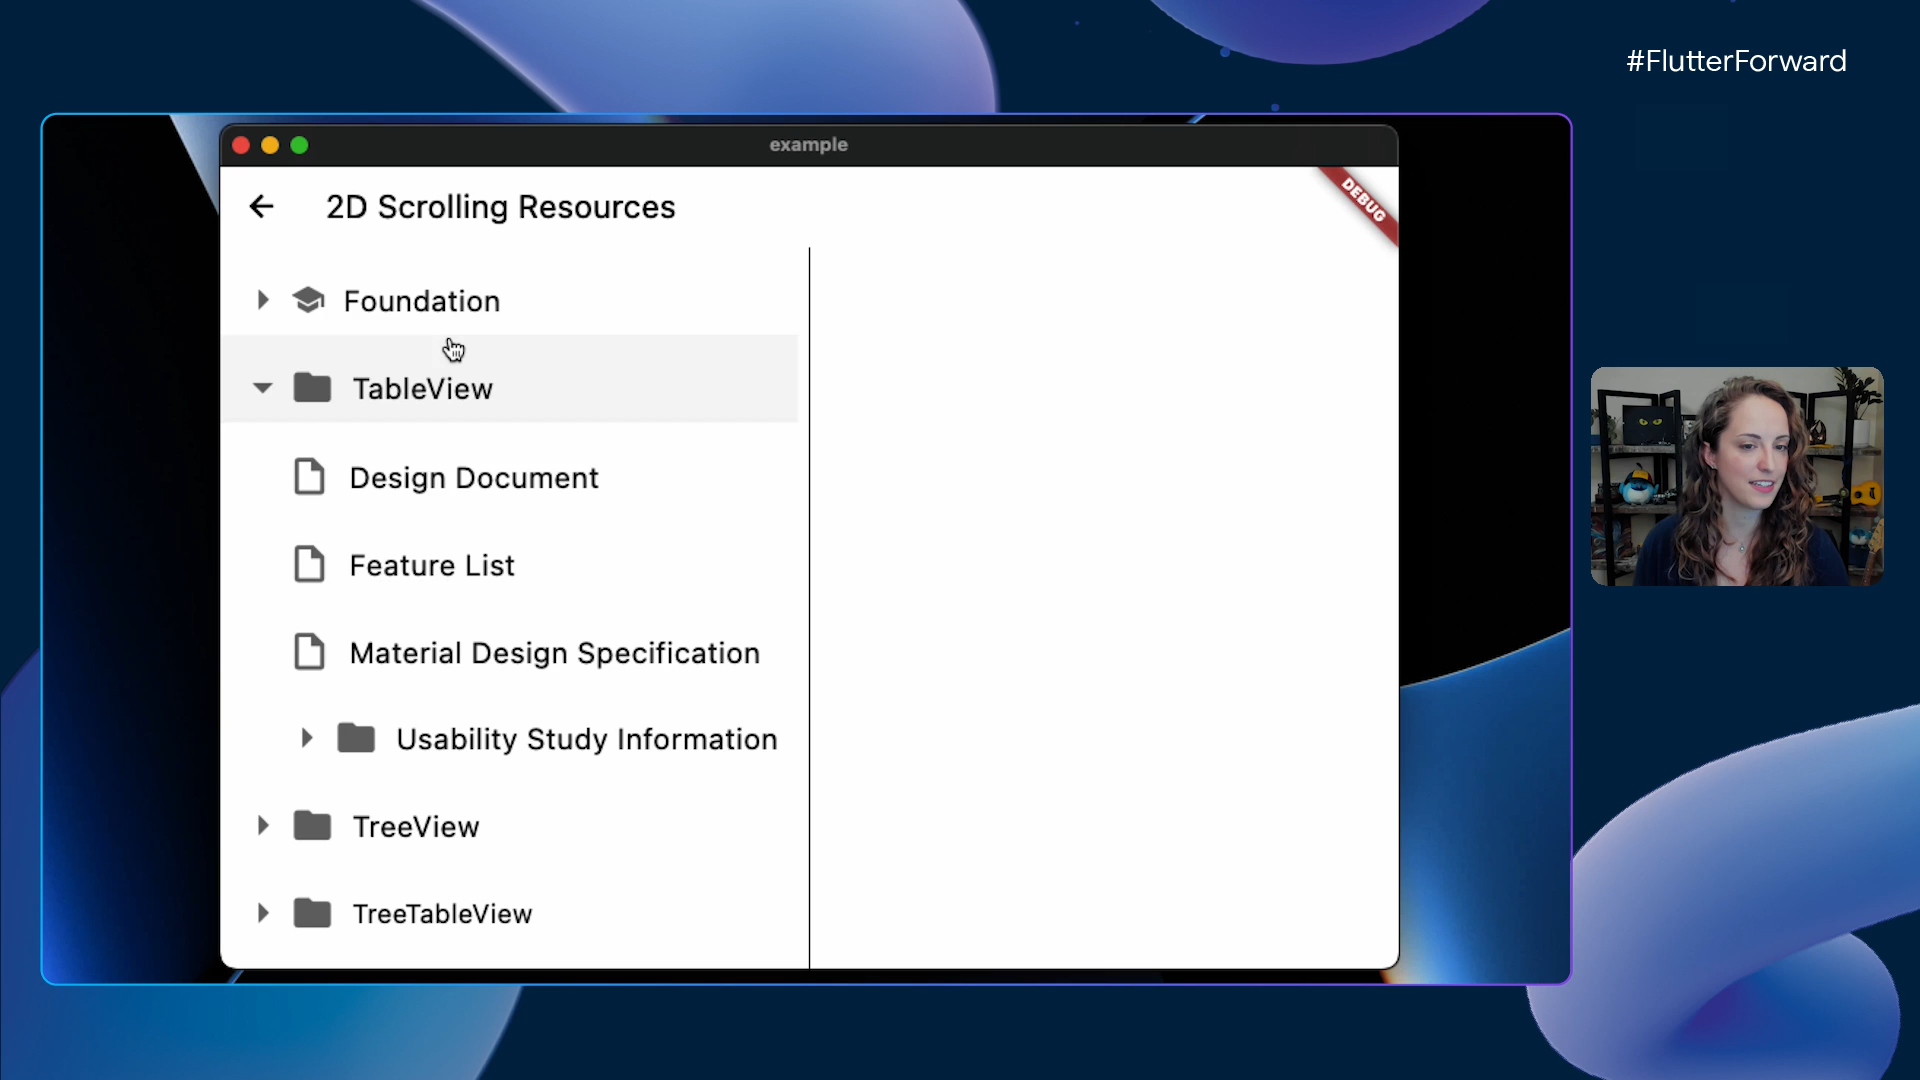 #FlutterForward
example
2D Scrolling Resources
DEBUG
Foundation
TableView
Design Document
Feature List
Material Design Specification
Usability Study Information
TreeView
TreeTableView